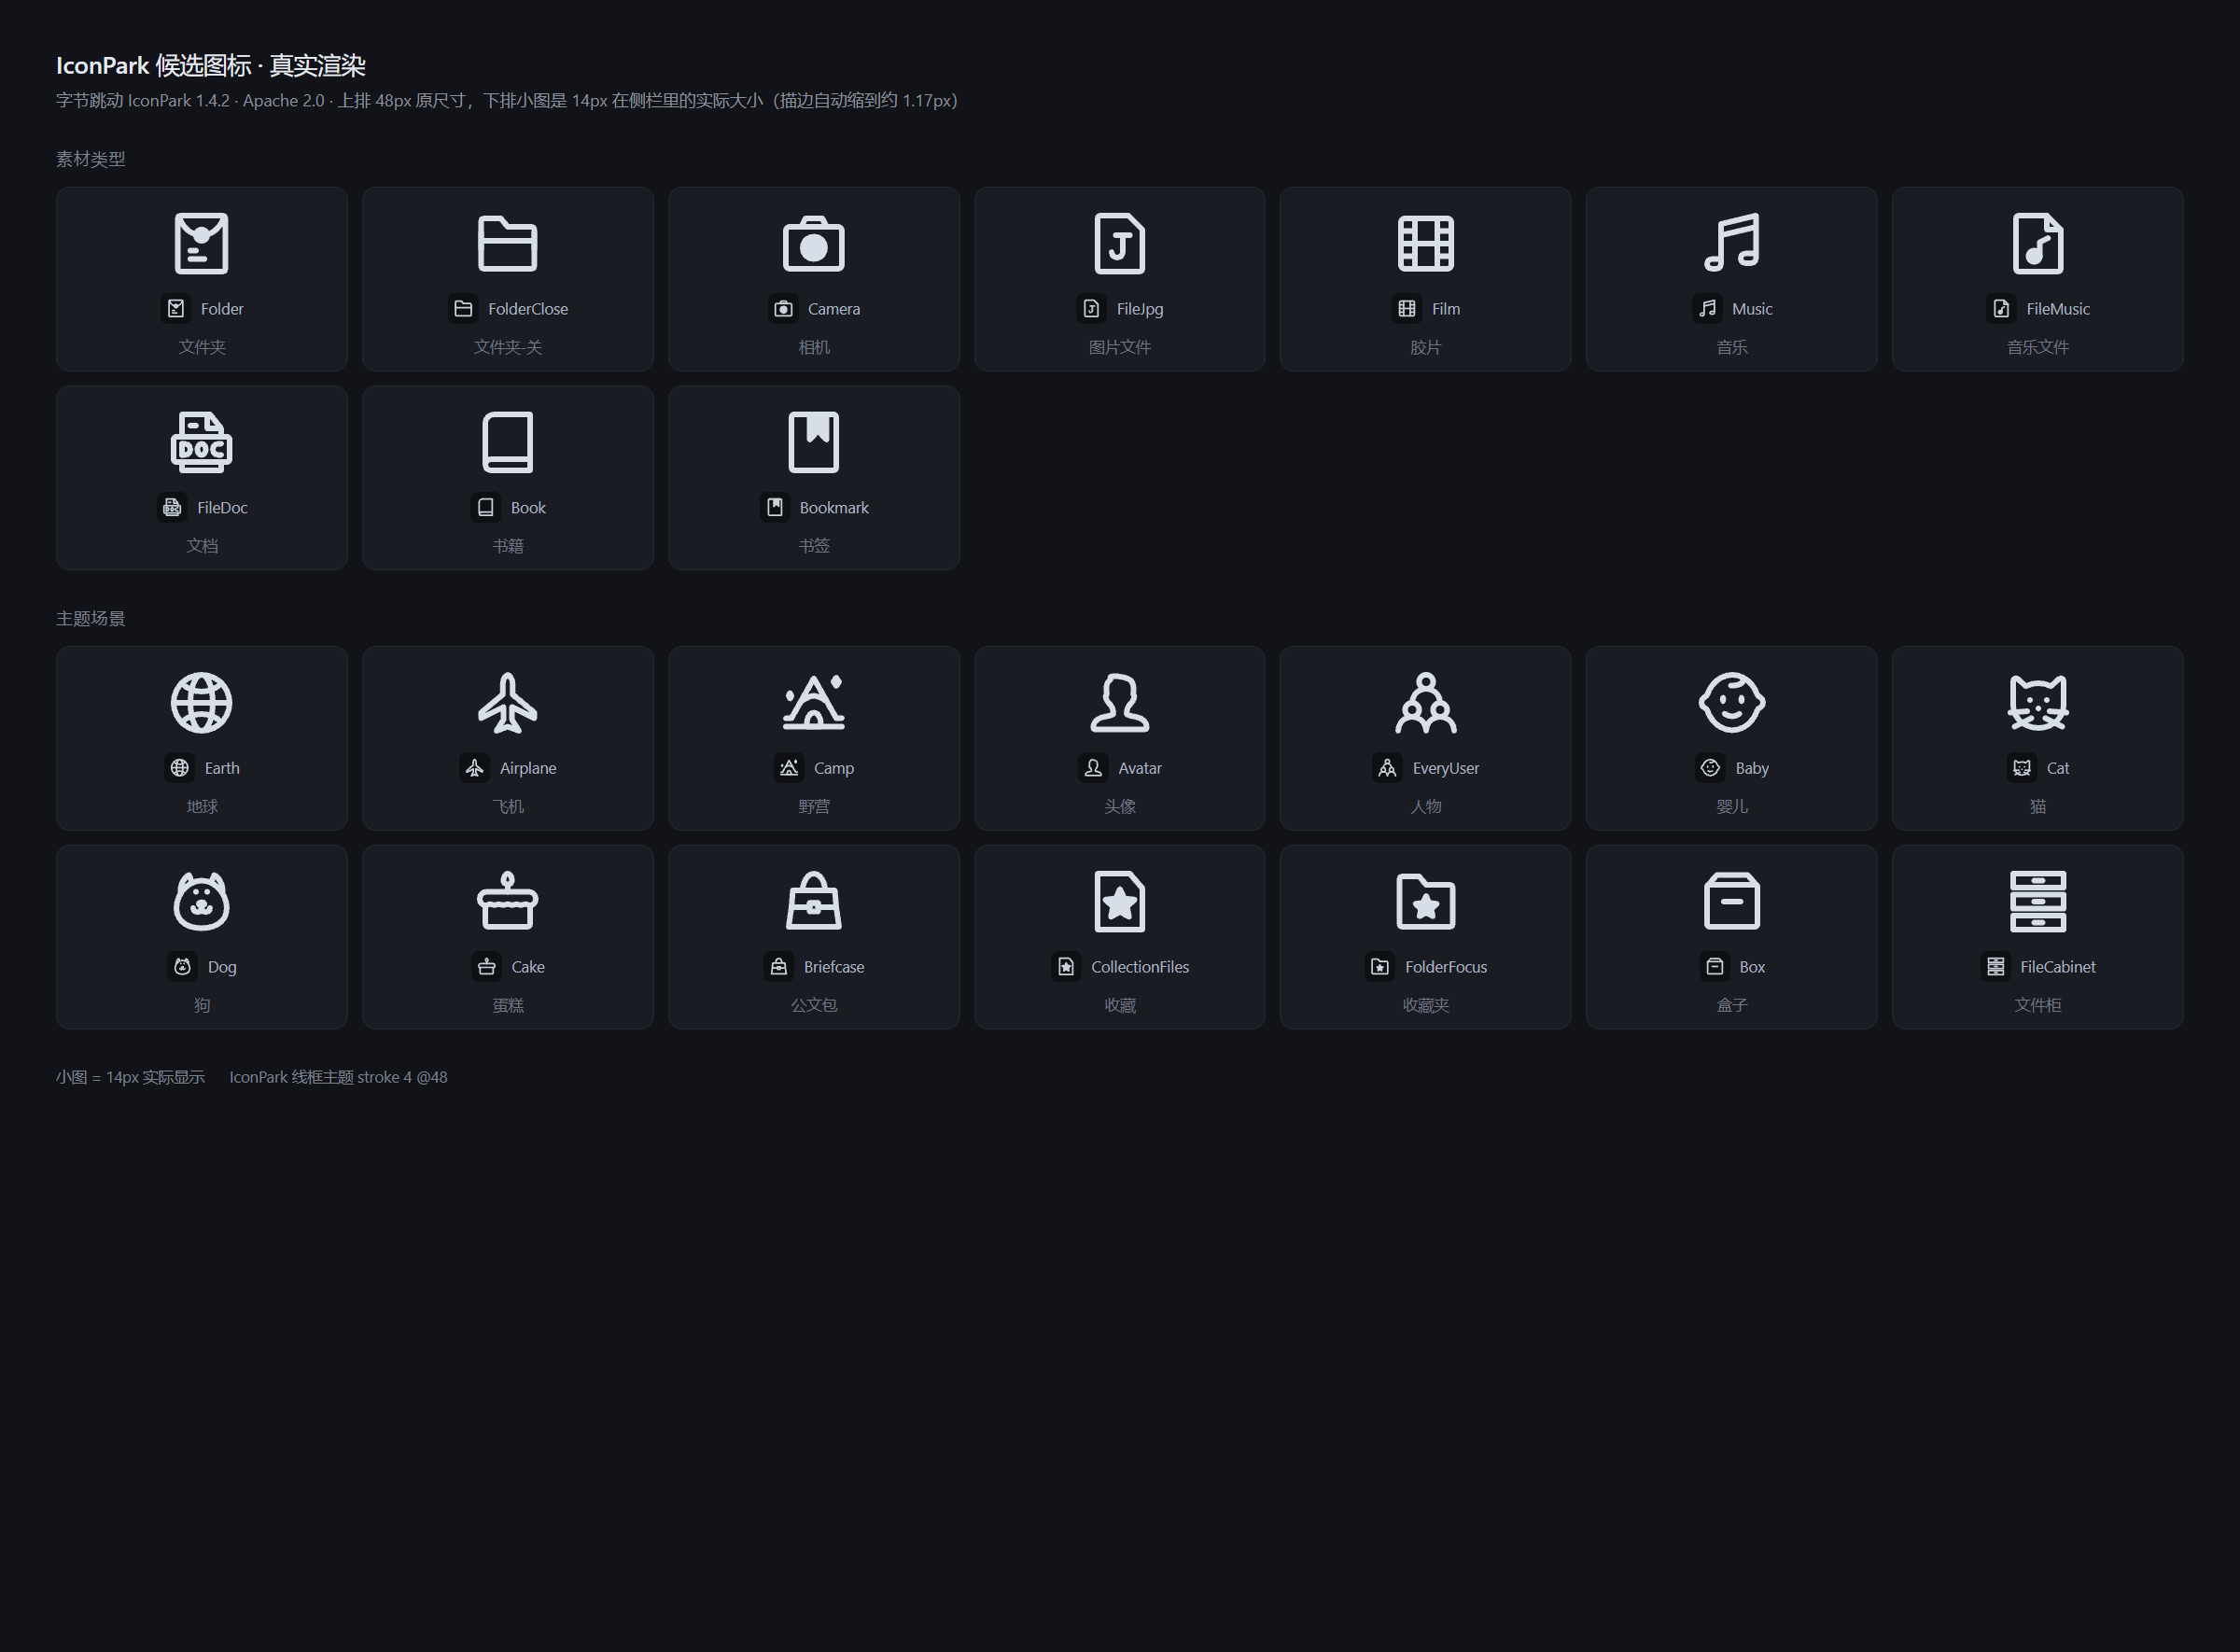 IconPark 候选图标 · 真实渲染
字节跳动 IconPark 1.4.2 · Apache 2.0 · 上排 48px 原尺寸，下排小图是 14px 在侧栏里的实际大小（描边自动缩到约 1.17px）
素材类型
J
Folder
FolderClose
Camera
J FileJpg
Film
Music
FileMusic
文件夹
文件夹-关
相机
图片文件
胶片
音乐
音乐文件
DOC
DOC FileDoc
Book
Bookmark
文档
书籍
书签
主题场景
Earth
Airplane
Camp
Avatar
EveryUser
Baby
Cat
地球
飞机
野营
头像
人物
婴儿
猫
Dog
Cake
Briefcase
CollectionFiles
FolderFocus
Box
FileCabinet
狗
蛋糕
公文包
收藏
收藏夹
盒子
文件柜
小图 = 14px 实际显示 IconPark 线框主题 stroke 4 @48